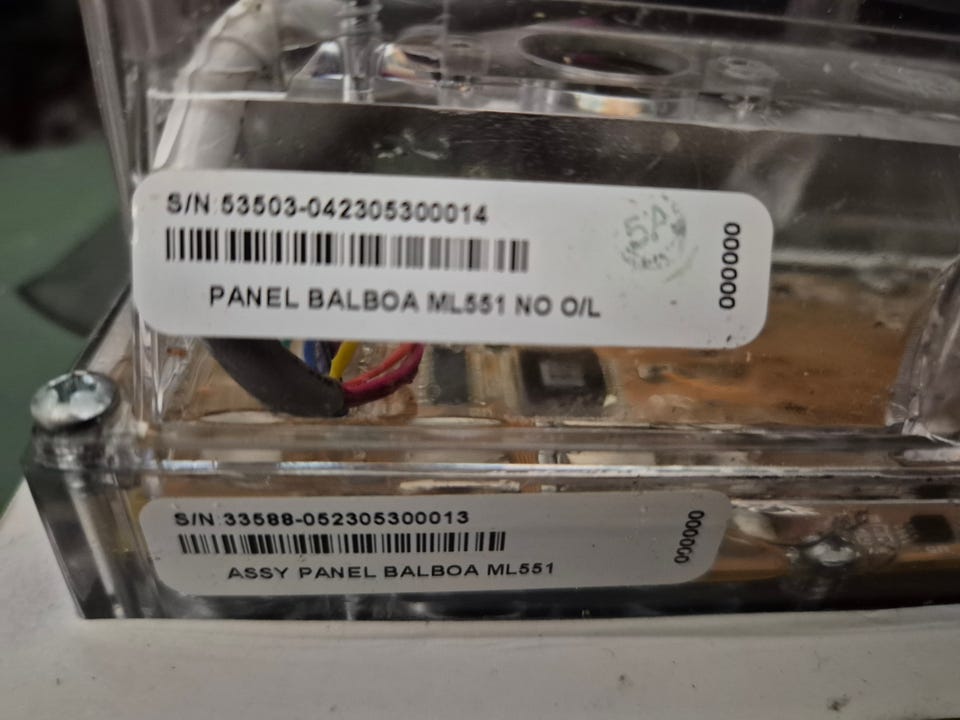 S/N 53503-042305300014
PANEL BALBOA ML551 NO O/L
000000
5A
S/N 33588-052305300013
ASSY PANEL BALBOA ML551
000000